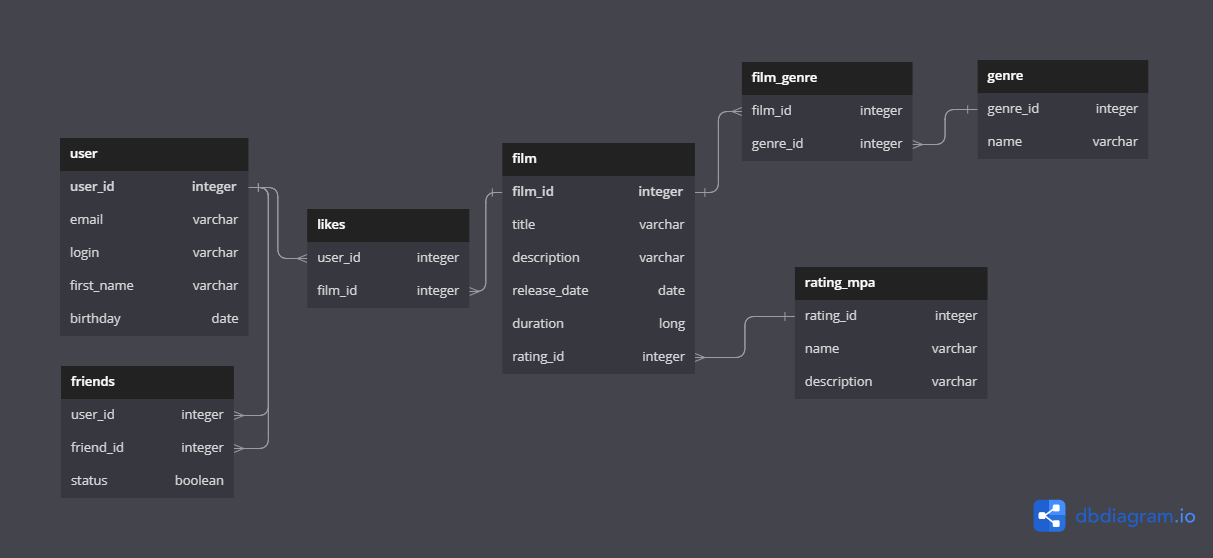 film_genre
film_id integer
genre_id integer
genre
genre_id integer
name varchar
user
user_id integer
email varchar
login varchar
first_name varchar
birthday date
film
film_id integer
title varchar
description varchar
release_date date
duration long
rating_id integer
likes
user_id integer
film_id integer
rating_mpa
rating_id integer
name varchar
description varchar
friends
user_id integer
friend_id integer
status boolean
dbdiagram.io